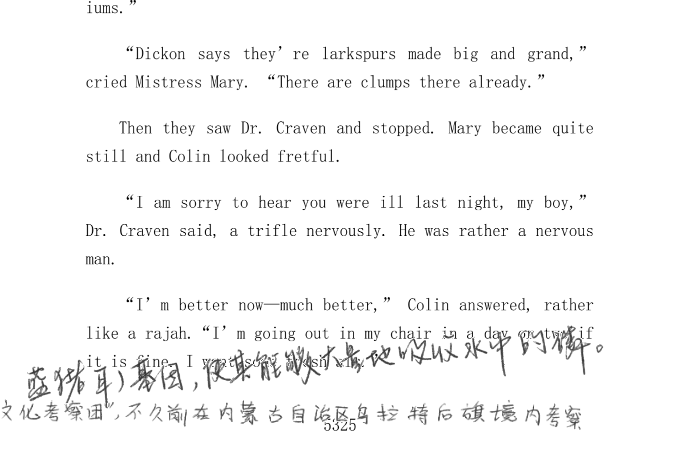 iums.”
“Dickon says they’re larkspurs made big and grand,”
cried Mistress Mary. “There are clumps there already.”
Then they saw Dr. Craven and stopped. Mary became quite
still and Colin looked fretful.
“I am sorry to hear you were ill last night, my boy,”
Dr. Craven said, a trifle nervously. He was rather a nervous
man.
“I’m better now—much better,” Colin answered, rather
like a rajah. “I’m going out in my chair in a day or two if
it is fine. I want some fresh air.”
蓝猪耳)基因,使其能够大量地吸收水中的磷。
文化考察团”,不久前在内蒙古自治区乌拉特后旗境内考察
5325